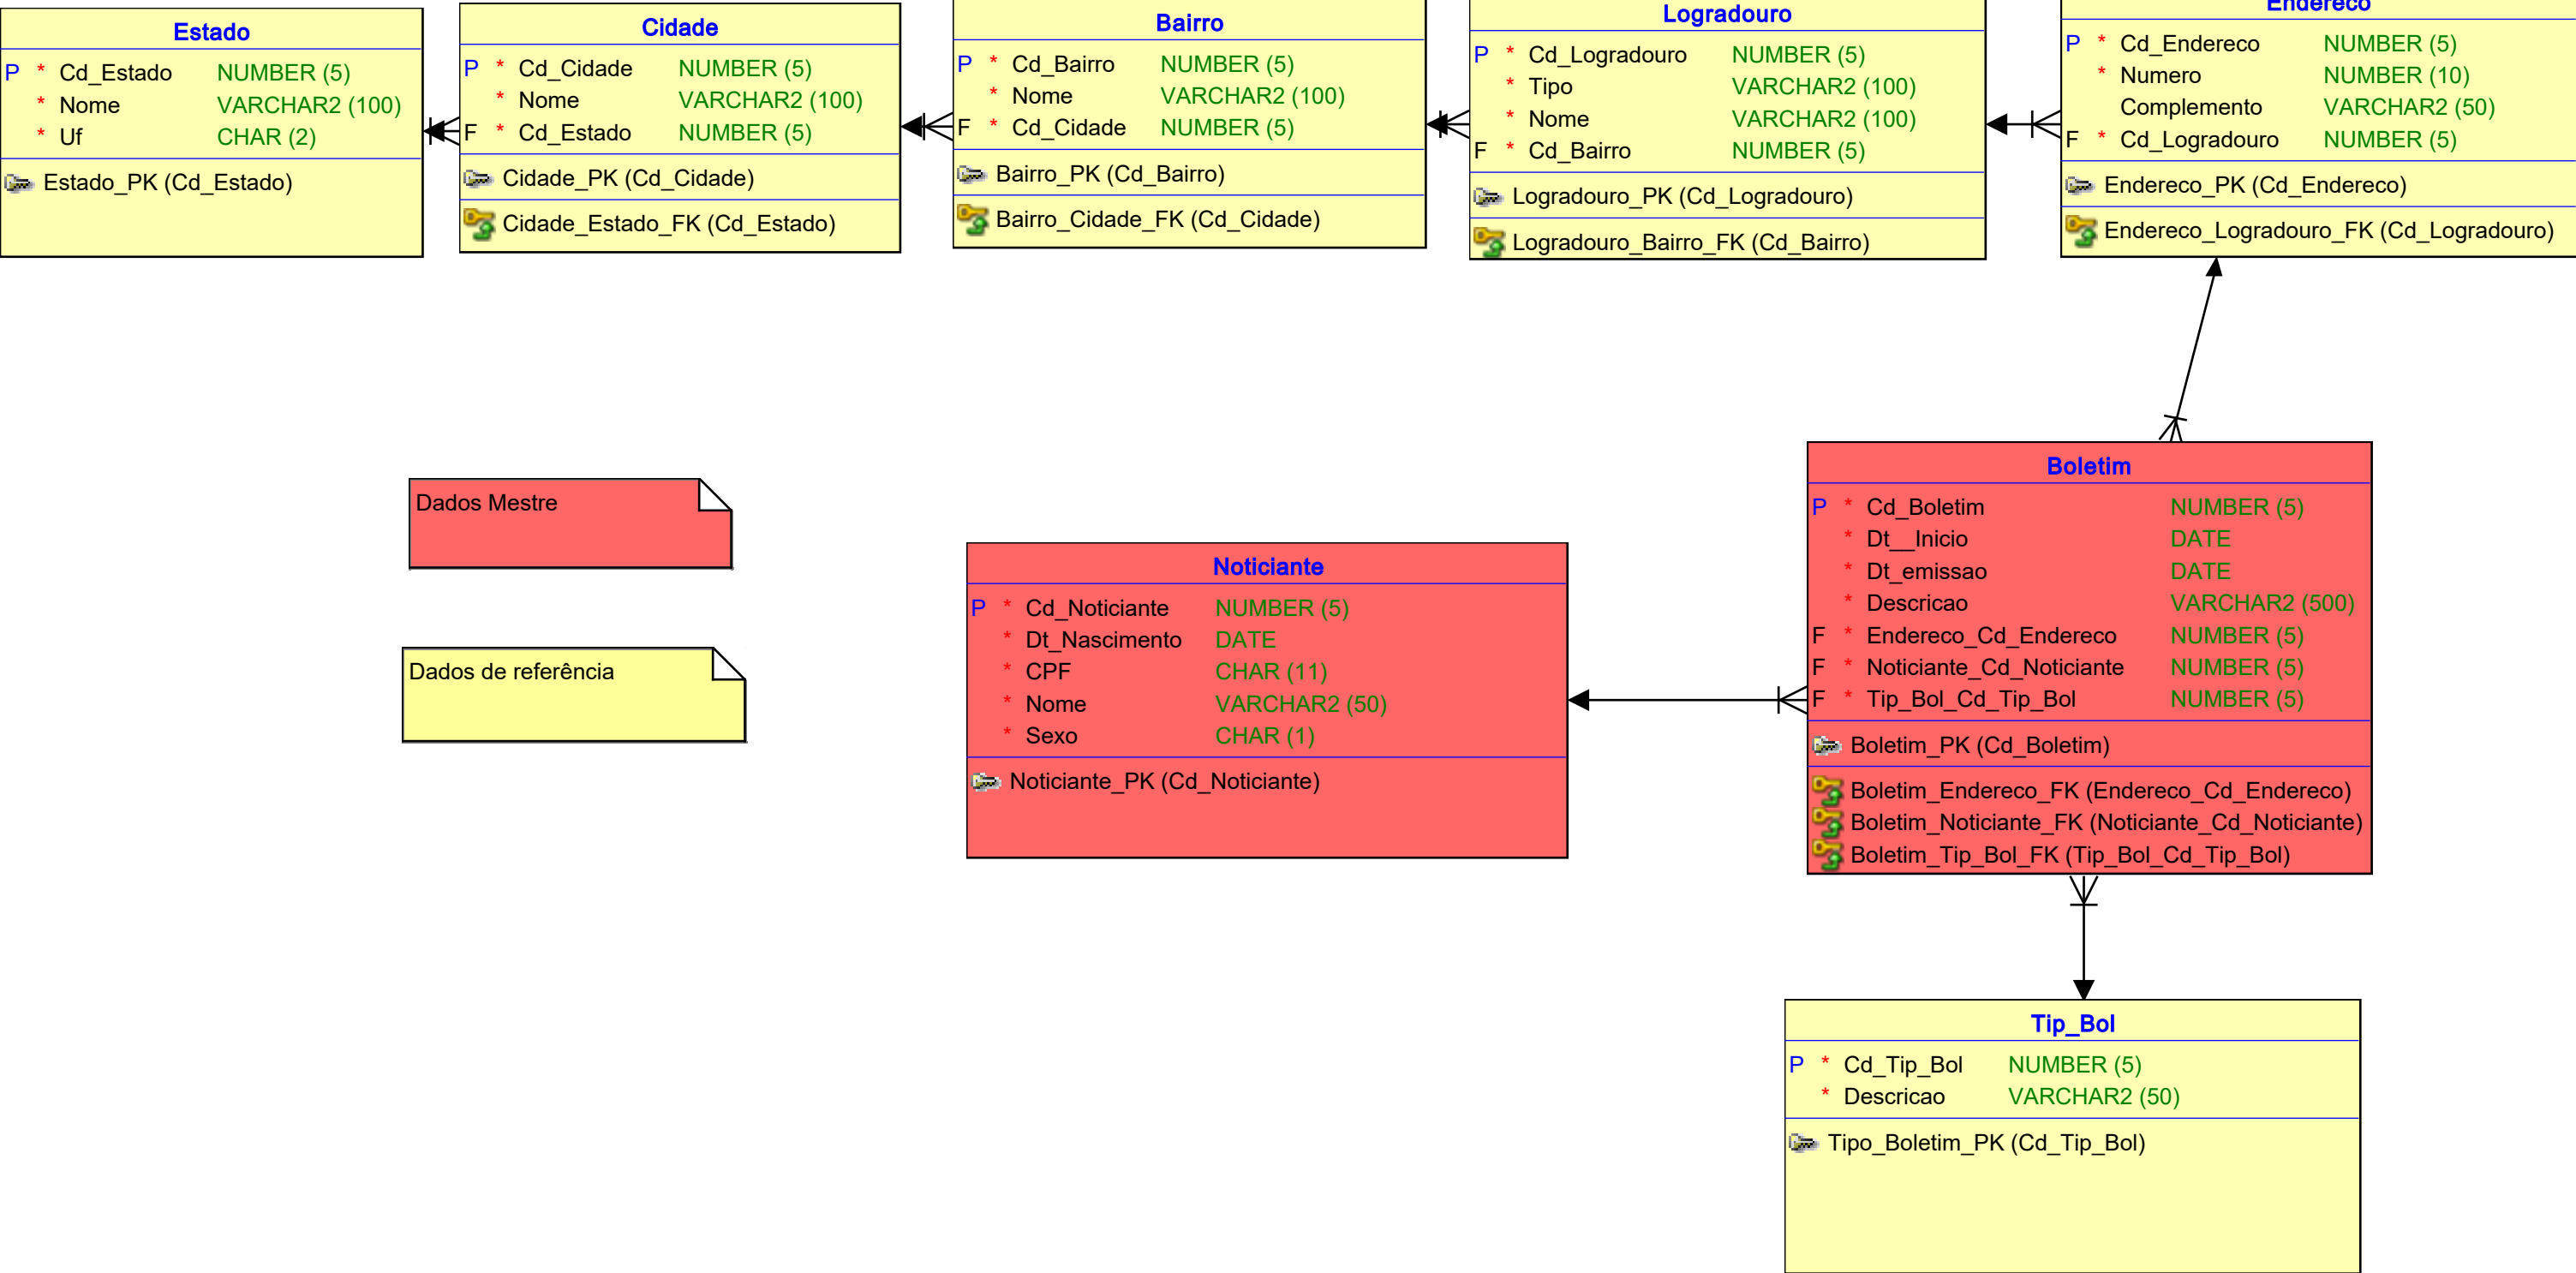 Estado
P * Cd_Estado NUMBER (5)
* Nome VARCHAR2 (100)
* Uf CHAR (2)
Estado_PK (Cd_Estado)
Cidade
P * Cd_Cidade NUMBER (5)
* Nome VARCHAR2 (100)
F * Cd_Estado NUMBER (5)
Cidade_PK (Cd_Cidade)
Cidade_Estado_FK (Cd_Estado)
Bairro
P * Cd_Bairro NUMBER (5)
* Nome VARCHAR2 (100)
F * Cd_Cidade NUMBER (5)
Bairro_PK (Cd_Bairro)
Bairro_Cidade_FK (Cd_Cidade)
Logradouro
P * Cd_Logradouro NUMBER (5)
* Tipo VARCHAR2 (100)
* Nome VARCHAR2 (100)
F * Cd_Bairro NUMBER (5)
Logradouro_PK (Cd_Logradouro)
Logradouro_Bairro_FK (Cd_Bairro)
Endereco
P * Cd_Endereco NUMBER (5)
* Numero NUMBER (10)
Complemento VARCHAR2 (50)
F * Cd_Logradouro NUMBER (5)
Endereco_PK (Cd_Endereco)
Endereco_Logradouro_FK (Cd_Logradouro)
Dados Mestre
Dados de referência
Noticiante
P * Cd_Noticiante NUMBER (5)
* Dt_Nascimento DATE
* CPF CHAR (11)
* Nome VARCHAR2 (50)
* Sexo CHAR (1)
Noticiante_PK (Cd_Noticiante)
Boletim
P * Cd_Boletim NUMBER (5)
* Dt__Inicio DATE
* Dt_emissao DATE
* Descricao VARCHAR2 (500)
F * Endereco_Cd_Endereco NUMBER (5)
F * Noticiante_Cd_Noticiante NUMBER (5)
F * Tip_Bol_Cd_Tip_Bol NUMBER (5)
Boletim_PK (Cd_Boletim)
Boletim_Endereco_FK (Endereco_Cd_Endereco)
Boletim_Noticiante_FK (Noticiante_Cd_Noticiante)
Boletim_Tip_Bol_FK (Tip_Bol_Cd_Tip_Bol)
Tip_Bol
P * Cd_Tip_Bol NUMBER (5)
* Descricao VARCHAR2 (50)
Tipo_Boletim_PK (Cd_Tip_Bol)